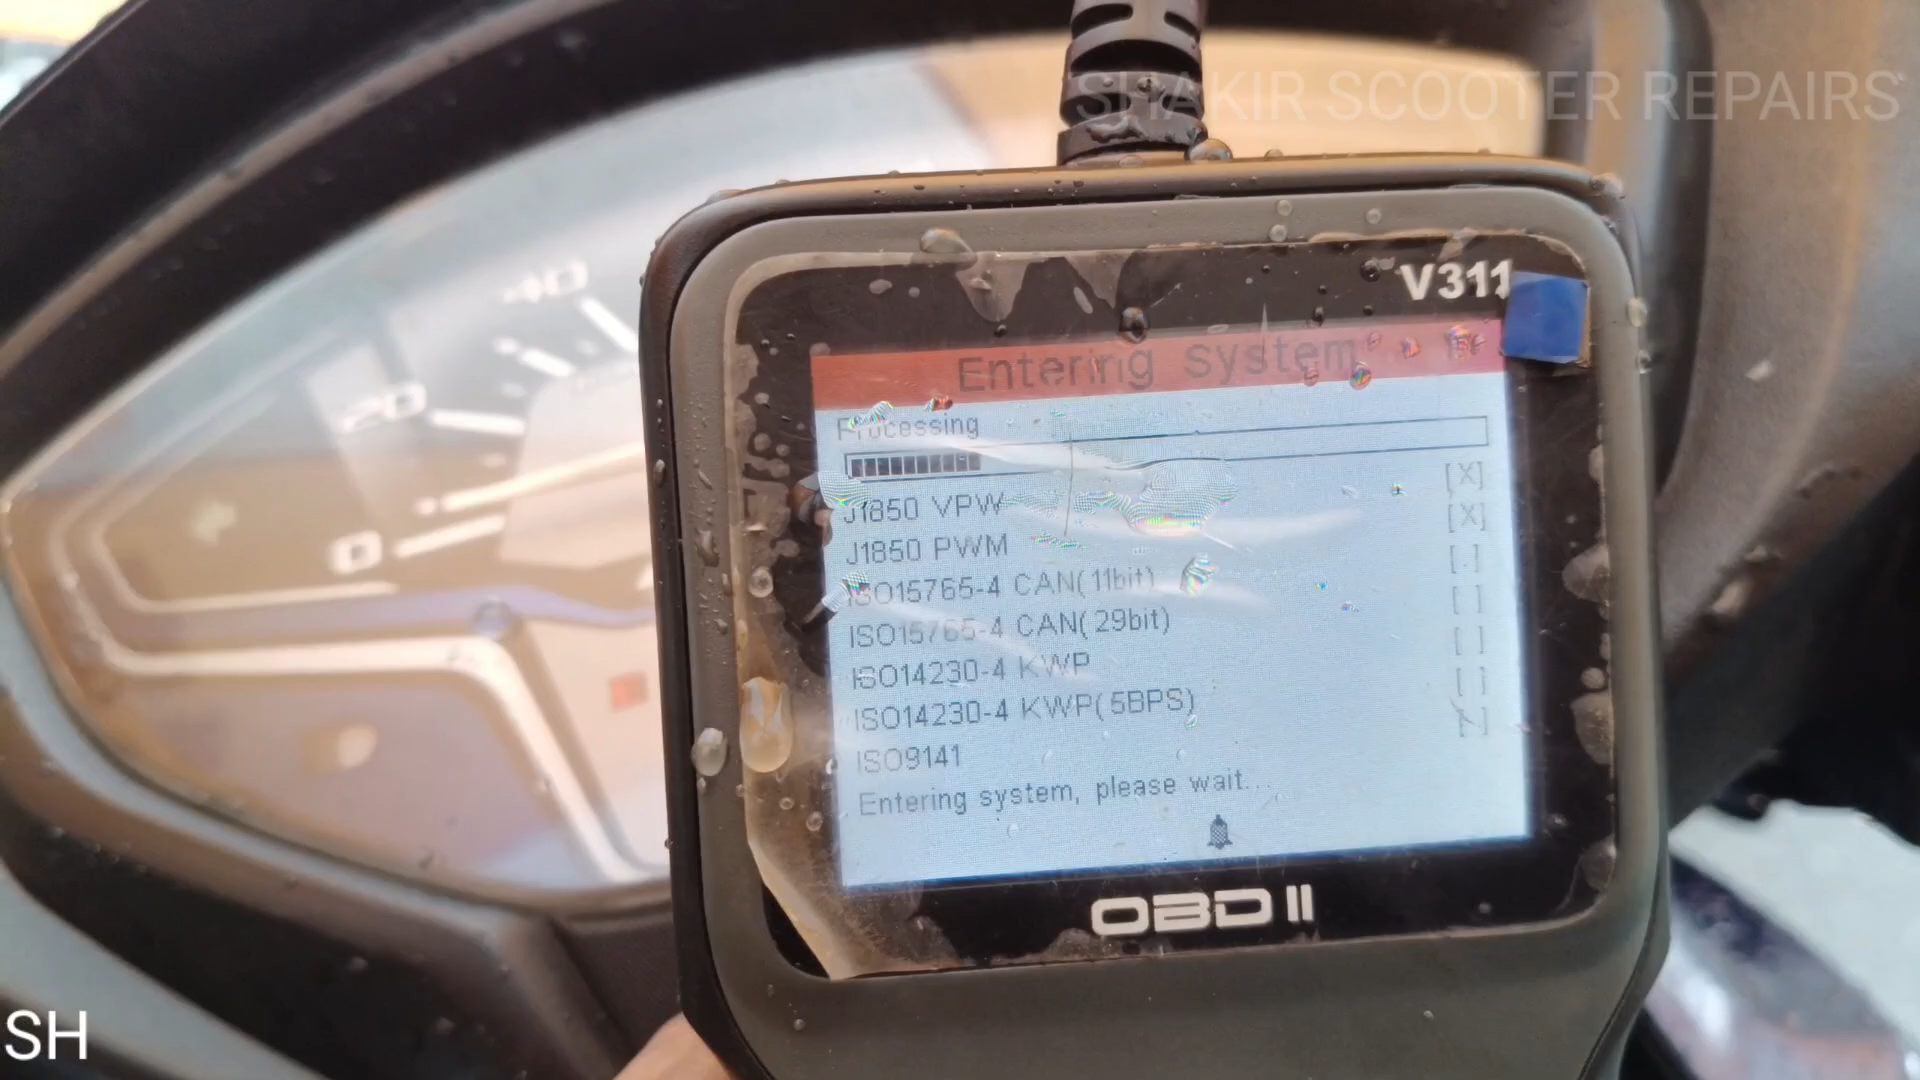 SHAKIR SCOOTER REPAIRS
V311
Entering system
Processing
J1850 VPW [X]
J1850 PWM [X]
ISO15765-4 CAN(11bit) [.]
ISO15765-4 CAN(29bit) [ ]
ISO14230-4 KWP [ ]
ISO14230-4 KWP(5BPS) [ ]
ISO9141 [ ]
Entering system, please wait...
OBD II
40
20
0
SH